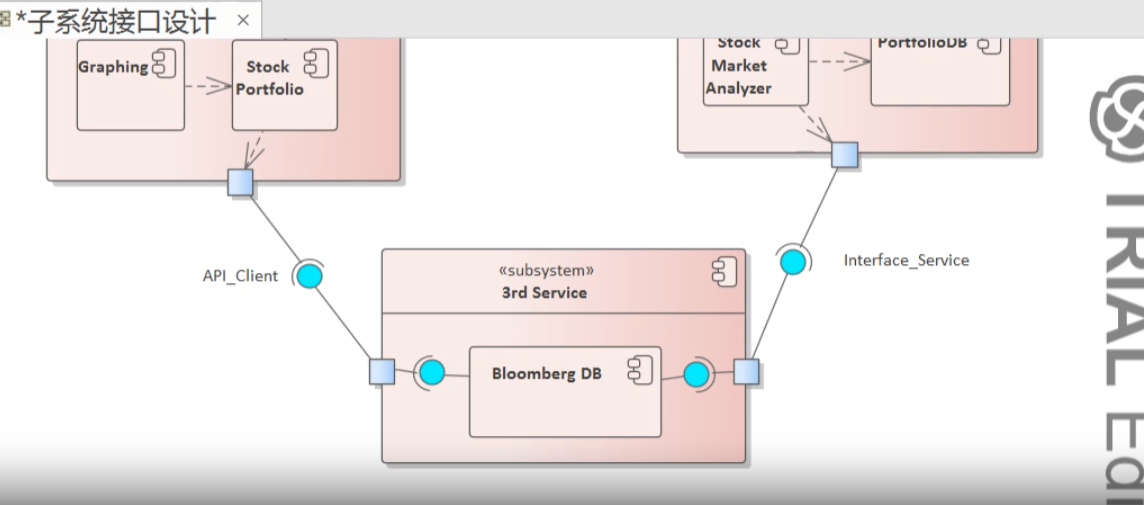 *子系统接口设计 ×
Graphing
Stock
Portfolio
Stock
Market
Analyzer
PortfolioDB
API_Client
Interface_Service
«subsystem»
3rd Service
Bloomberg DB
TRIAL Edi